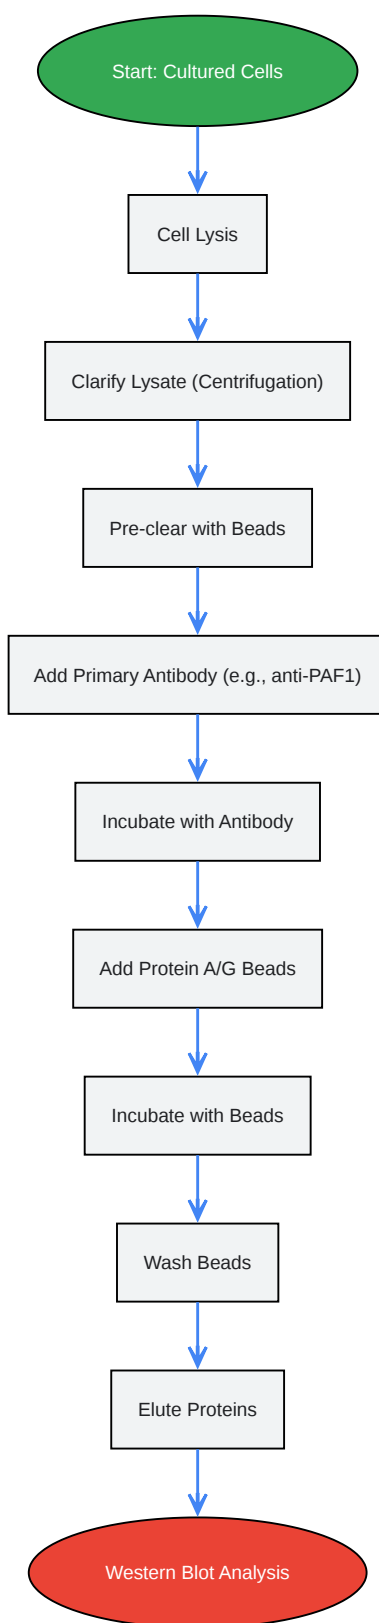 Start: Cultured Cells
Cell Lysis
Clarify Lysate (Centrifugation)
Pre-clear with Beads
Add Primary Antibody (e.g., anti-PAF1)
Incubate with Antibody
Add Protein A/G Beads
Incubate with Beads
Wash Beads
Elute Proteins
Western Blot Analysis